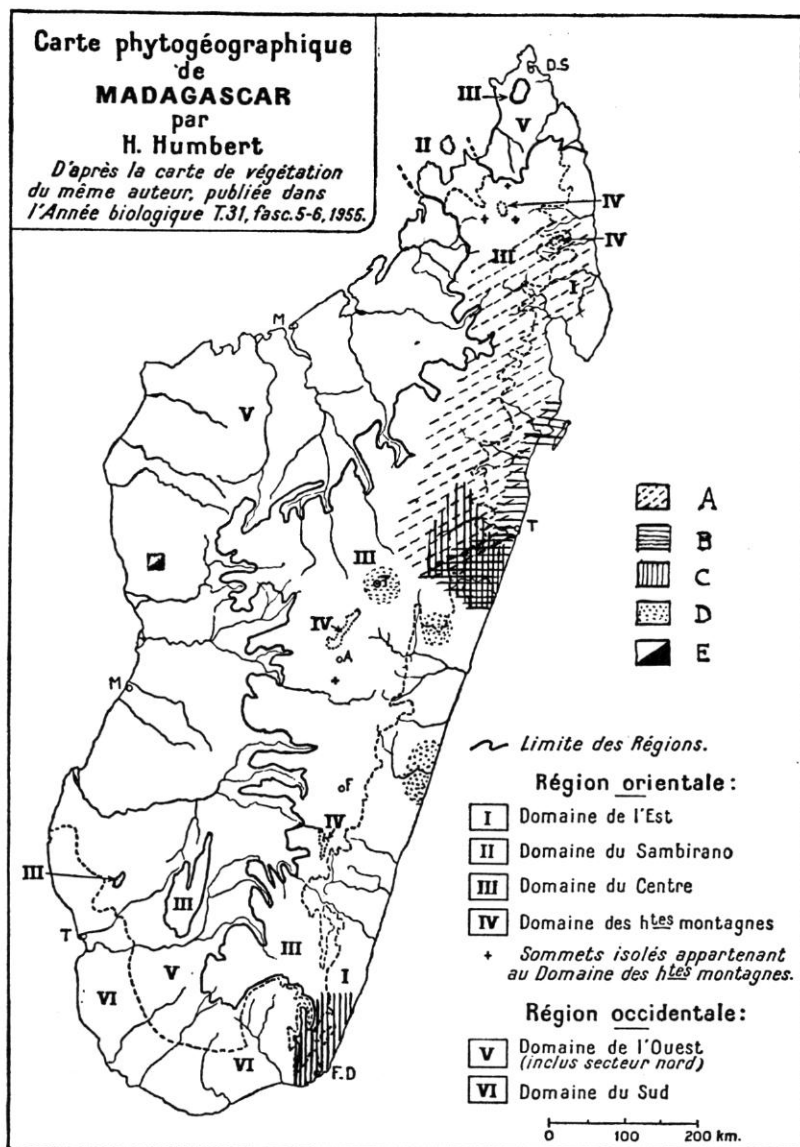 Carte phytogéographique
de
MADAGASCAR
par
H. Humbert
D'après la carte de végétation
du même auteur, publiée dans
l'Année biologique T.31, fasc. 5-6, 1955.
D.S
III
V
II
IV
IV
III
I
M
V
T
III
T
IV
A
M
F
IV
III
III
T
III
V
I
VI
VI
F.D
A
B
C
D
E
Limite des Régions.
Région orientale:
I Domaine de l'Est
II Domaine du Sambirano
III Domaine du Centre
IV Domaine des htes montagnes
+ Sommets isolés appartenant
au Domaine des htes montagnes.
Région occidentale:
V Domaine de l'Ouest
(inclus secteur nord)
VI Domaine du Sud
0 100 200 km.